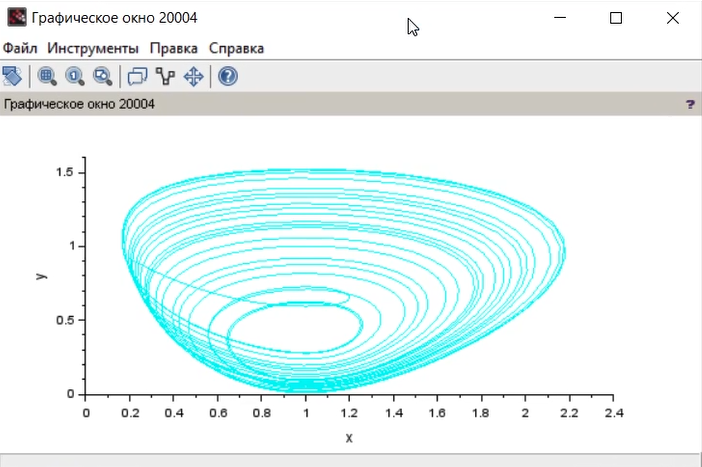 Графическое окно 20004
Файл Инструменты Правка Справка
Графическое окно 20004 ?
1.5
1
y
0.5
0
0 0.2 0.4 0.6 0.8 1 1.2 1.4 1.6 1.8 2 2.2 2.4
x